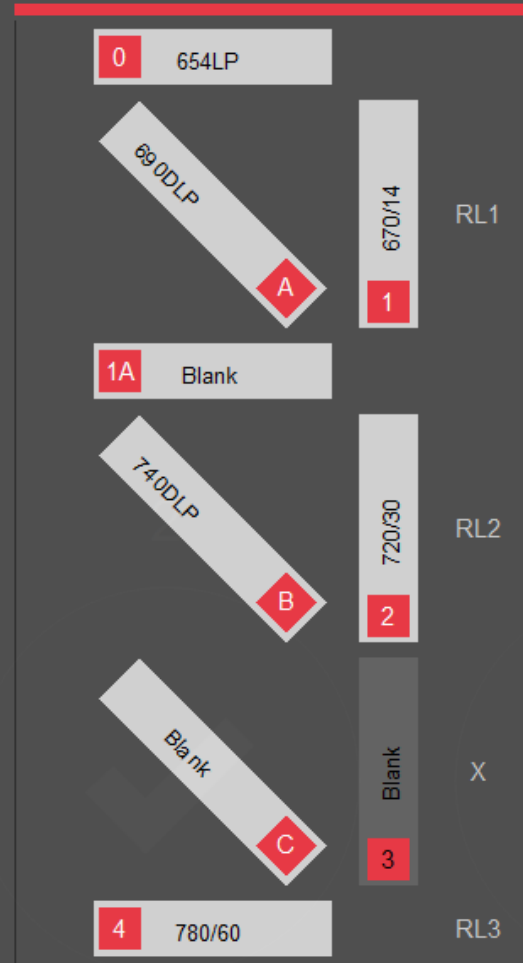 0 654LP
690DLP A
670/14 1
RL1
1A Blank
740DLP B
720/30 2
RL2
Blank C
Blank 3
X
4 780/60
RL3